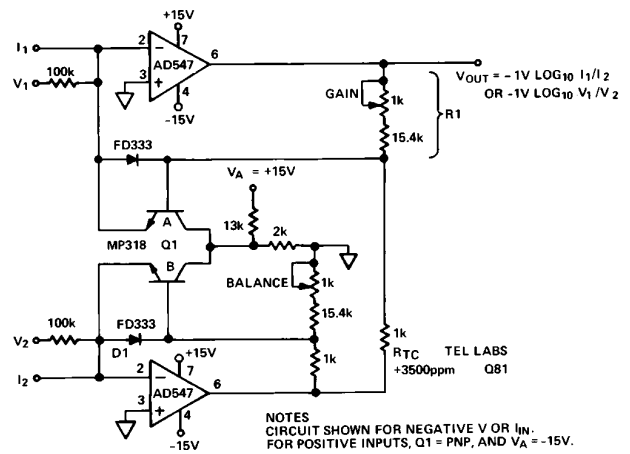 +15V
I1
2
7
6
AD547
V1
100k
3
4
-15V
VOUT = -1V LOG10 I1/I2
OR -1V LOG10 V1/V2
GAIN
1k
R1
15.4k
FD333
VA = +15V
A
13k
2k
MP318 Q1
B
BALANCE
1k
15.4k
V2
100k
FD333
D1
1k
1k
RTC TEL LABS
+3500ppm Q81
+15V
I2
2
7
6
AD547
3
4
-15V
NOTES
CIRCUIT SHOWN FOR NEGATIVE V OR IIN.
FOR POSITIVE INPUTS, Q1 = PNP, AND VA = -15V.